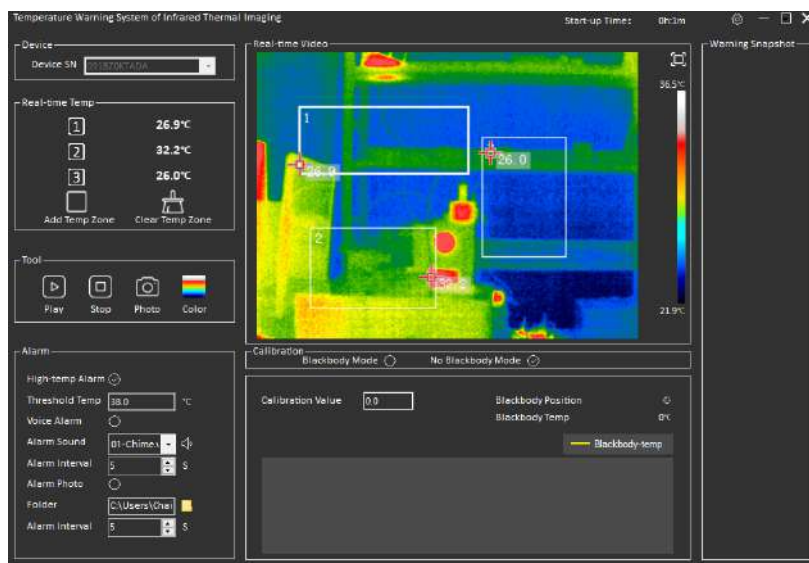 Temperature Warning System of Infrared Thermal Imaging
Start-up Time: 0h:1m
Device
Device SN
Real-time Temp
1 26.9℃
2 32.2℃
3 26.0℃
Add Temp Zone Clear Temp Zone
Tool
Play Stop Photo Color
Alarm
High-temp Alarm
Threshold Temp 38.0 ℃
Voice Alarm
Alarm Sound 01-Chime.v
Alarm Interval 5 S
Alarm Photo
Folder C:\Users\Chai
Alarm Interval 5 S
Real-time Video
1
26.9
26.0
2
36.5℃
21.9℃
Calibration
Blackbody Mode No Blackbody Mode
Calibration Value 0.0
Blackbody Position
Blackbody Temp 0℃
Blackbody-temp
Warning Snapshot